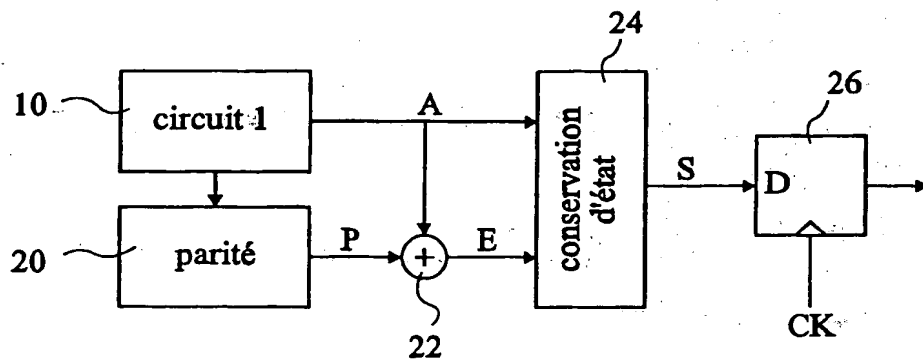 24
10
circuit 1
A
26
conservation
d'état
S
D
20
parité
P
+
E
22
CK